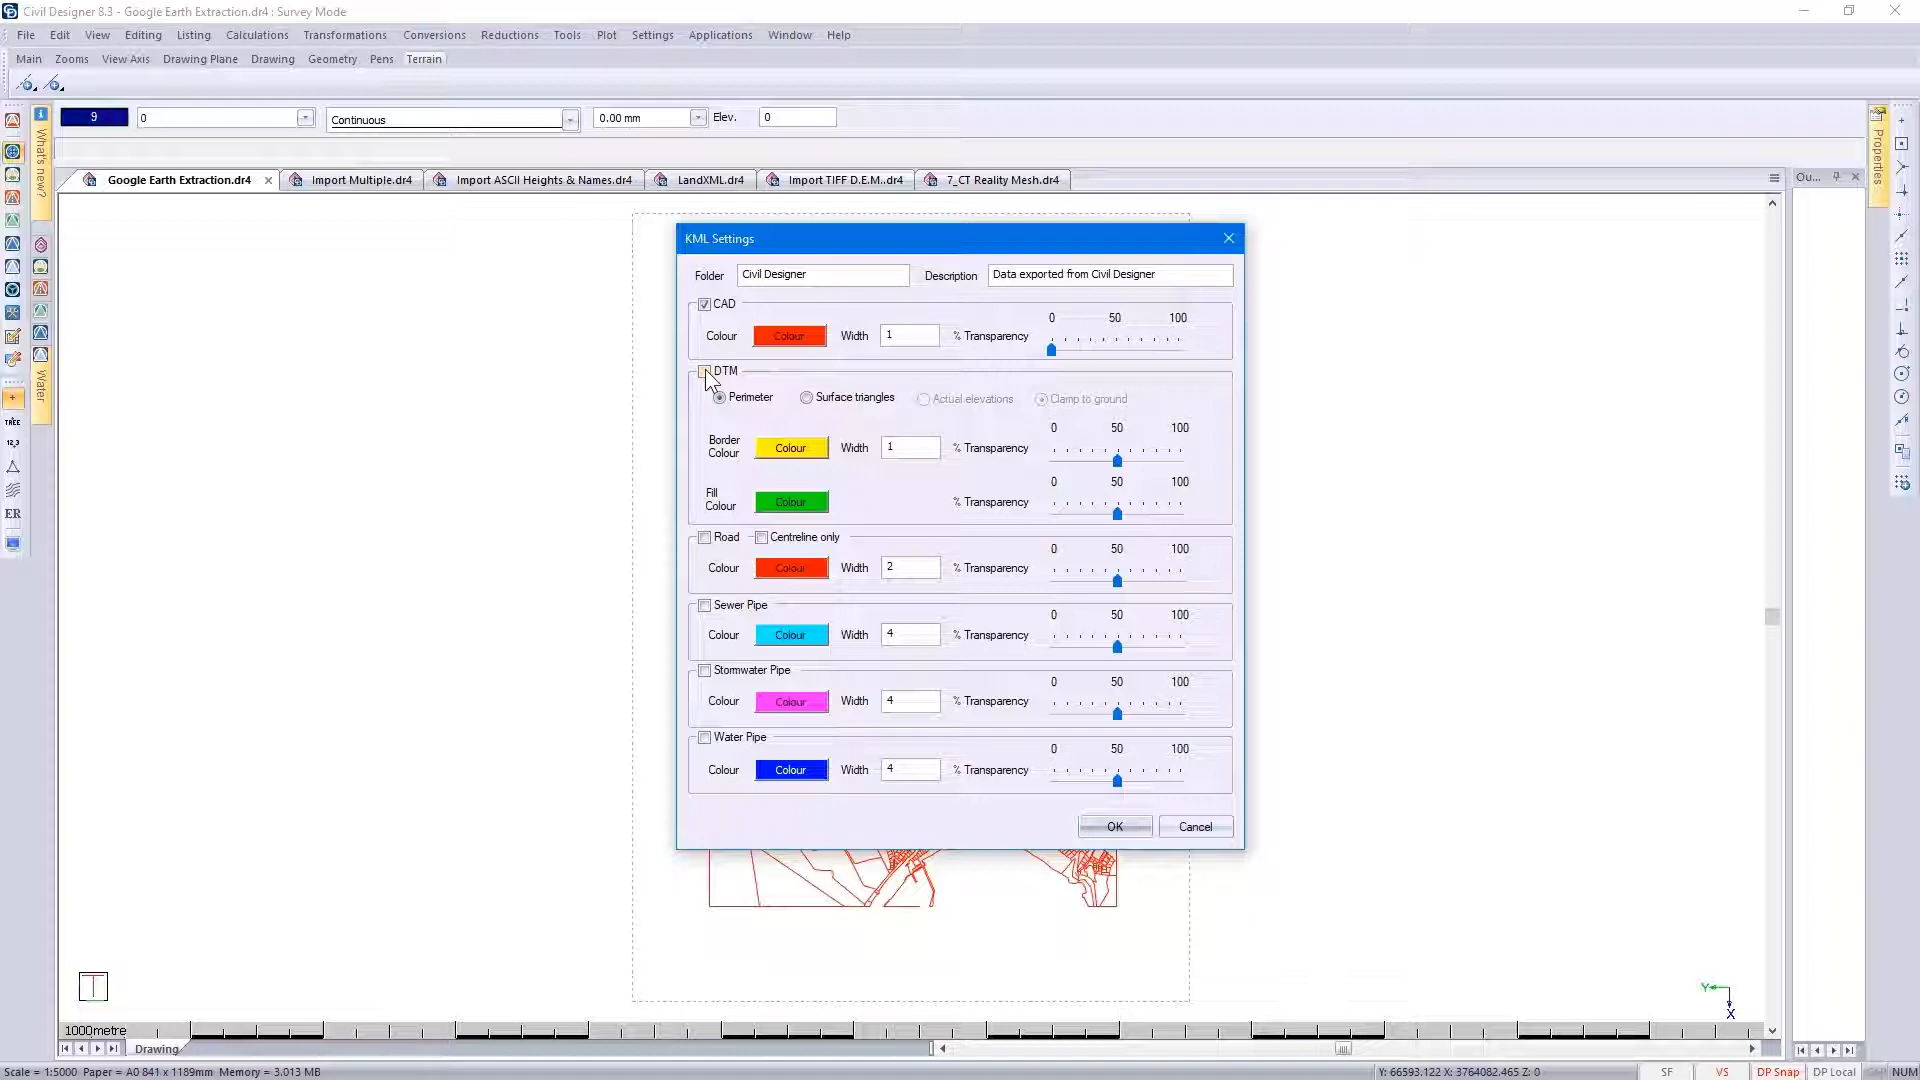 Civil Designer 8.3 - Google Earth Extraction.dr4 : Survey Mode
File Edit View Editing Listing Calculations Transformations Conversions Reductions Tools Plot Settings Applications Window Help
Main Zooms View Axis Drawing Plane Drawing Geometry Pens Terrain
9 0 Continuous 0.00 mm Elev. 0
What's new?
Water
TREE
ER
Google Earth Extraction.dr4 Import Multiple.dr4 Import ASCII Heights & Names.dr4 LandXML.dr4 Import TIFF D.E.M..dr4 7_CT Reality Mesh.dr4
Ou...
Properties
KML Settings
Folder Civil Designer Description Data exported from Civil Designer
CAD
0 50 100
Colour Colour Width 1 % Transparency
DTM
Perimeter Surface triangles Actual elevations Clamp to ground
0 50 100
Border Colour Colour Width 1 % Transparency
0 50 100
Fill Colour Colour % Transparency
Road Centreline only
0 50 100
Colour Colour Width 2 % Transparency
Sewer Pipe
0 50 100
Colour Colour Width 4 % Transparency
Stormwater Pipe
0 50 100
Colour Colour Width 4 % Transparency
Water Pipe
0 50 100
Colour Colour Width 4 % Transparency
OK Cancel
Y
X
1000metre
Drawing
Scale = 1:5000 Paper = A0 841 x 1189mm Memory = 3.013 MB Y: 66593.122 X: 3764082.465 Z: 0 SF VS DP Snap DP Local NUM